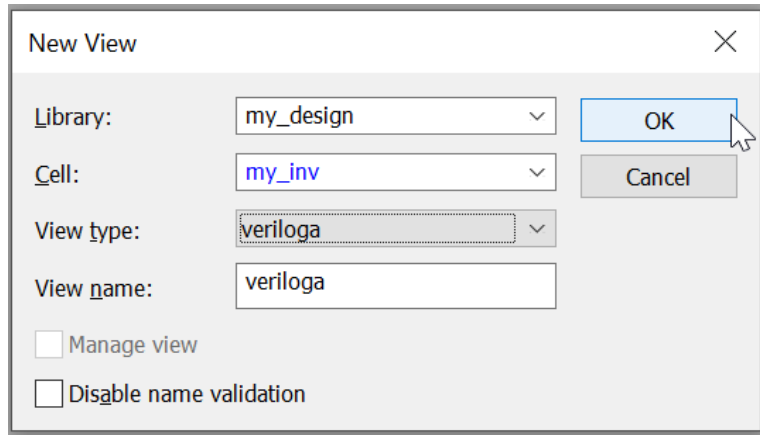 New View
Library: my_design OK
Cell: my_inv Cancel
View type: veriloga
View name: veriloga
Manage view
Disable name validation